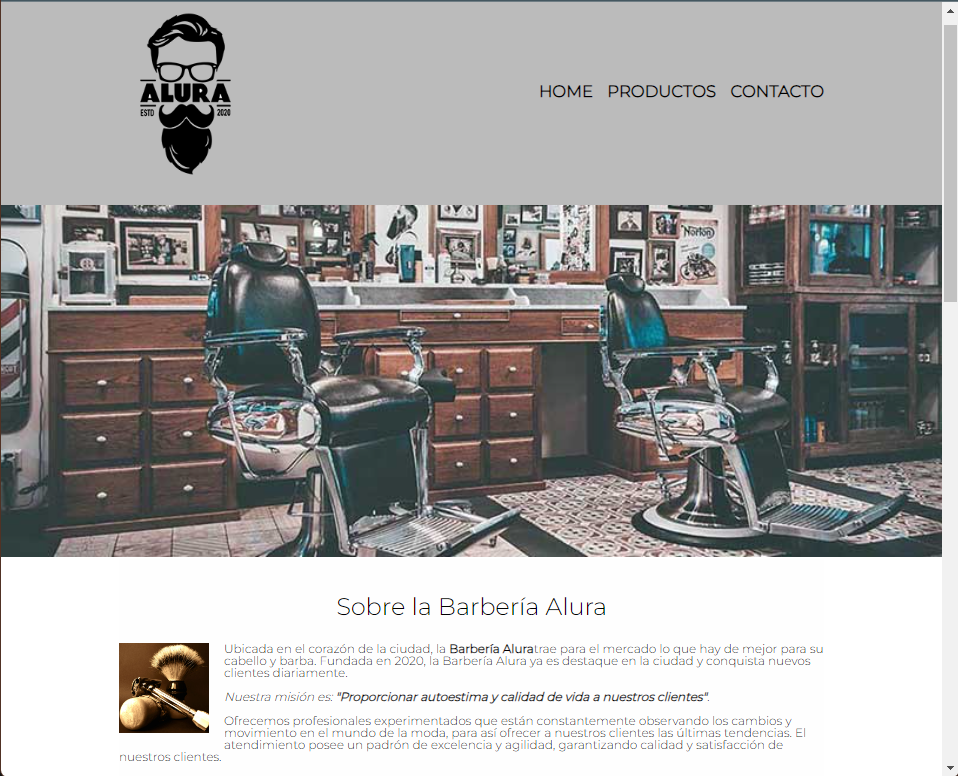 ALURA
ESTD 2020
HOME PRODUCTOS CONTACTO
Norton
Sobre la Barbería Alura
Ubicada en el corazón de la ciudad, la Barbería Aluratrae para el mercado lo que hay de mejor para su
cabello y barba. Fundada en 2020, la Barbería Alura ya es destaque en la ciudad y conquista nuevos
clientes diariamente.
Nuestra misión es: "Proporcionar autoestima y calidad de vida a nuestros clientes".
Ofrecemos profesionales experimentados que están constantemente observando los cambios y
movimiento en el mundo de la moda, para así ofrecer a nuestros clientes las últimas tendencias. El
atendimiento posee un padrón de excelencia y agilidad, garantizando calidad y satisfacción de
nuestros clientes.